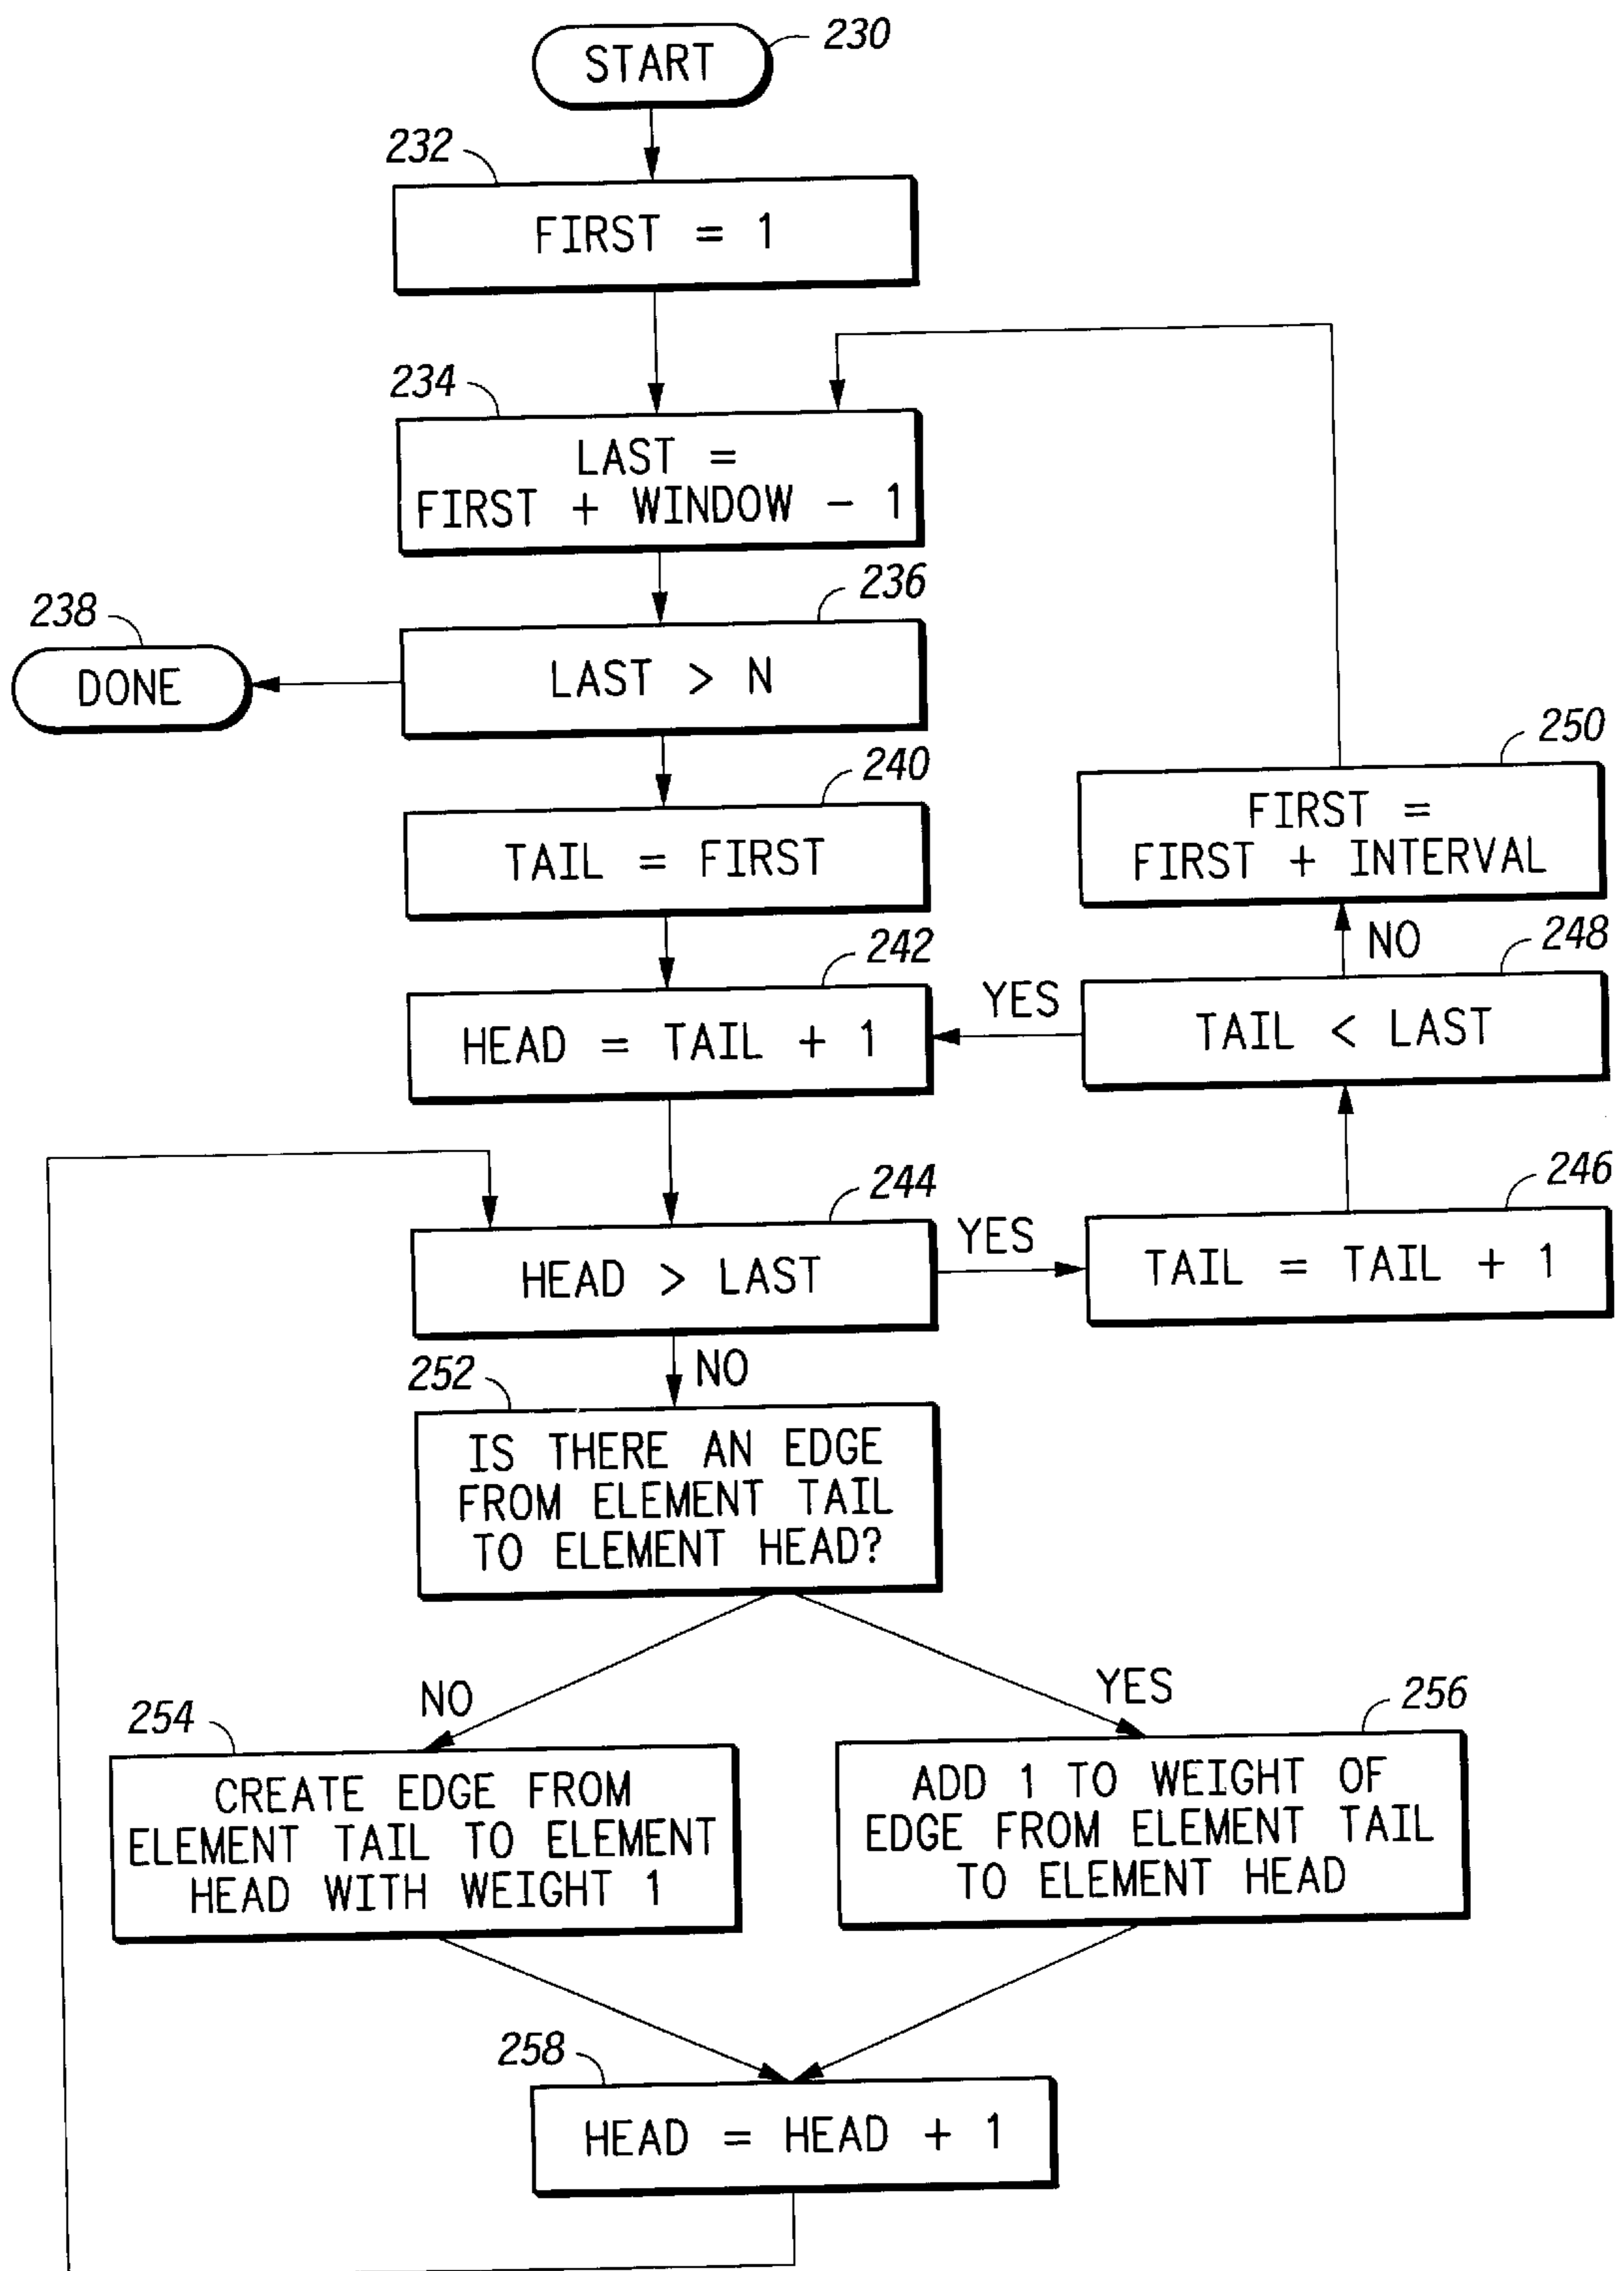 START
230
232
FIRST = 1
234
LAST =
FIRST + WINDOW - 1
236
LAST > N
238
DONE
240
TAIL = FIRST
250
FIRST =
FIRST + INTERVAL
242
HEAD = TAIL + 1
NO
248
YES
TAIL < LAST
244
HEAD > LAST
YES
246
TAIL = TAIL + 1
NO
252
IS THERE AN EDGE
FROM ELEMENT TAIL
TO ELEMENT HEAD?
NO
YES
254
CREATE EDGE FROM
ELEMENT TAIL TO ELEMENT
HEAD WITH WEIGHT 1
256
ADD 1 TO WEIGHT OF
EDGE FROM ELEMENT TAIL
TO ELEMENT HEAD
258
HEAD = HEAD + 1